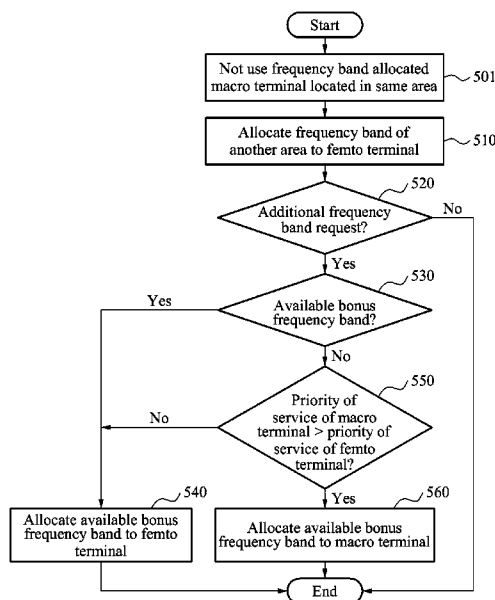 Start
Not use frequency band allocated
macro terminal located in same area
501
Allocate frequency band of
another area to femto terminal
510
520
Additional frequency
band request?
No
Yes
530
Available bonus
frequency band?
Yes
No
550
Priority of
service of macro
terminal > priority of
service of femto
terminal?
No
Yes
540
Allocate available bonus
frequency band to femto
terminal
560
Allocate available bonus
frequency band to macro terminal
End